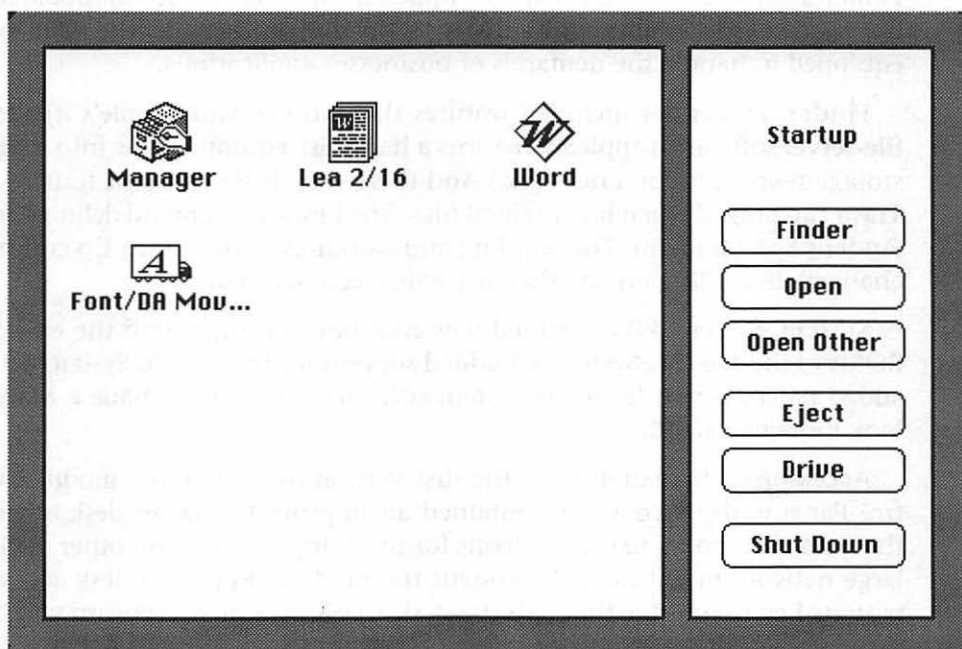 Manager
Lea 2/16
Word
Font/DA Mov...
Startup
Finder
Open
Open Other
Eject
Drive
Shut Down